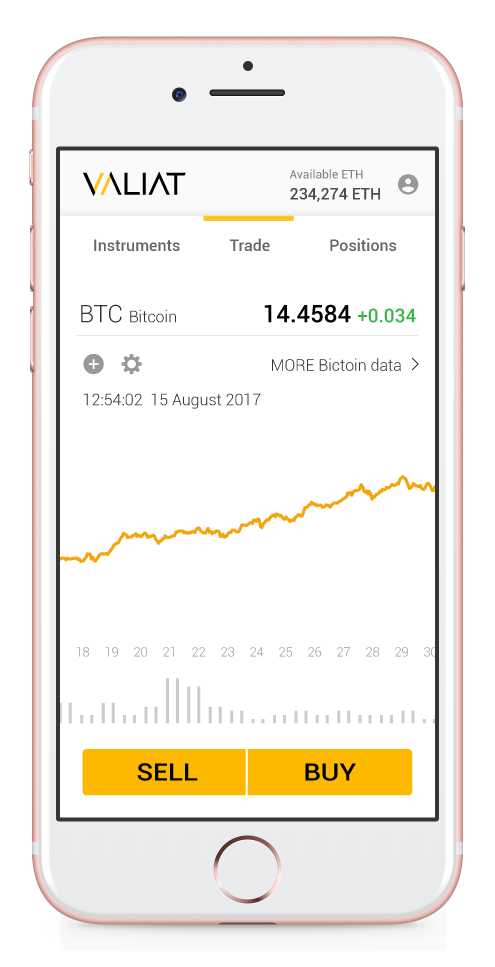 VALIAT
Available ETH
234,274 ETH
Instruments Trade Positions
BTC Bitcoin 14.4584 +0.034
MORE Bictoin data >
12:54:02 15 August 2017
18 19 20 21 22 23 24 25 26 27 28 29 30
SELL BUY